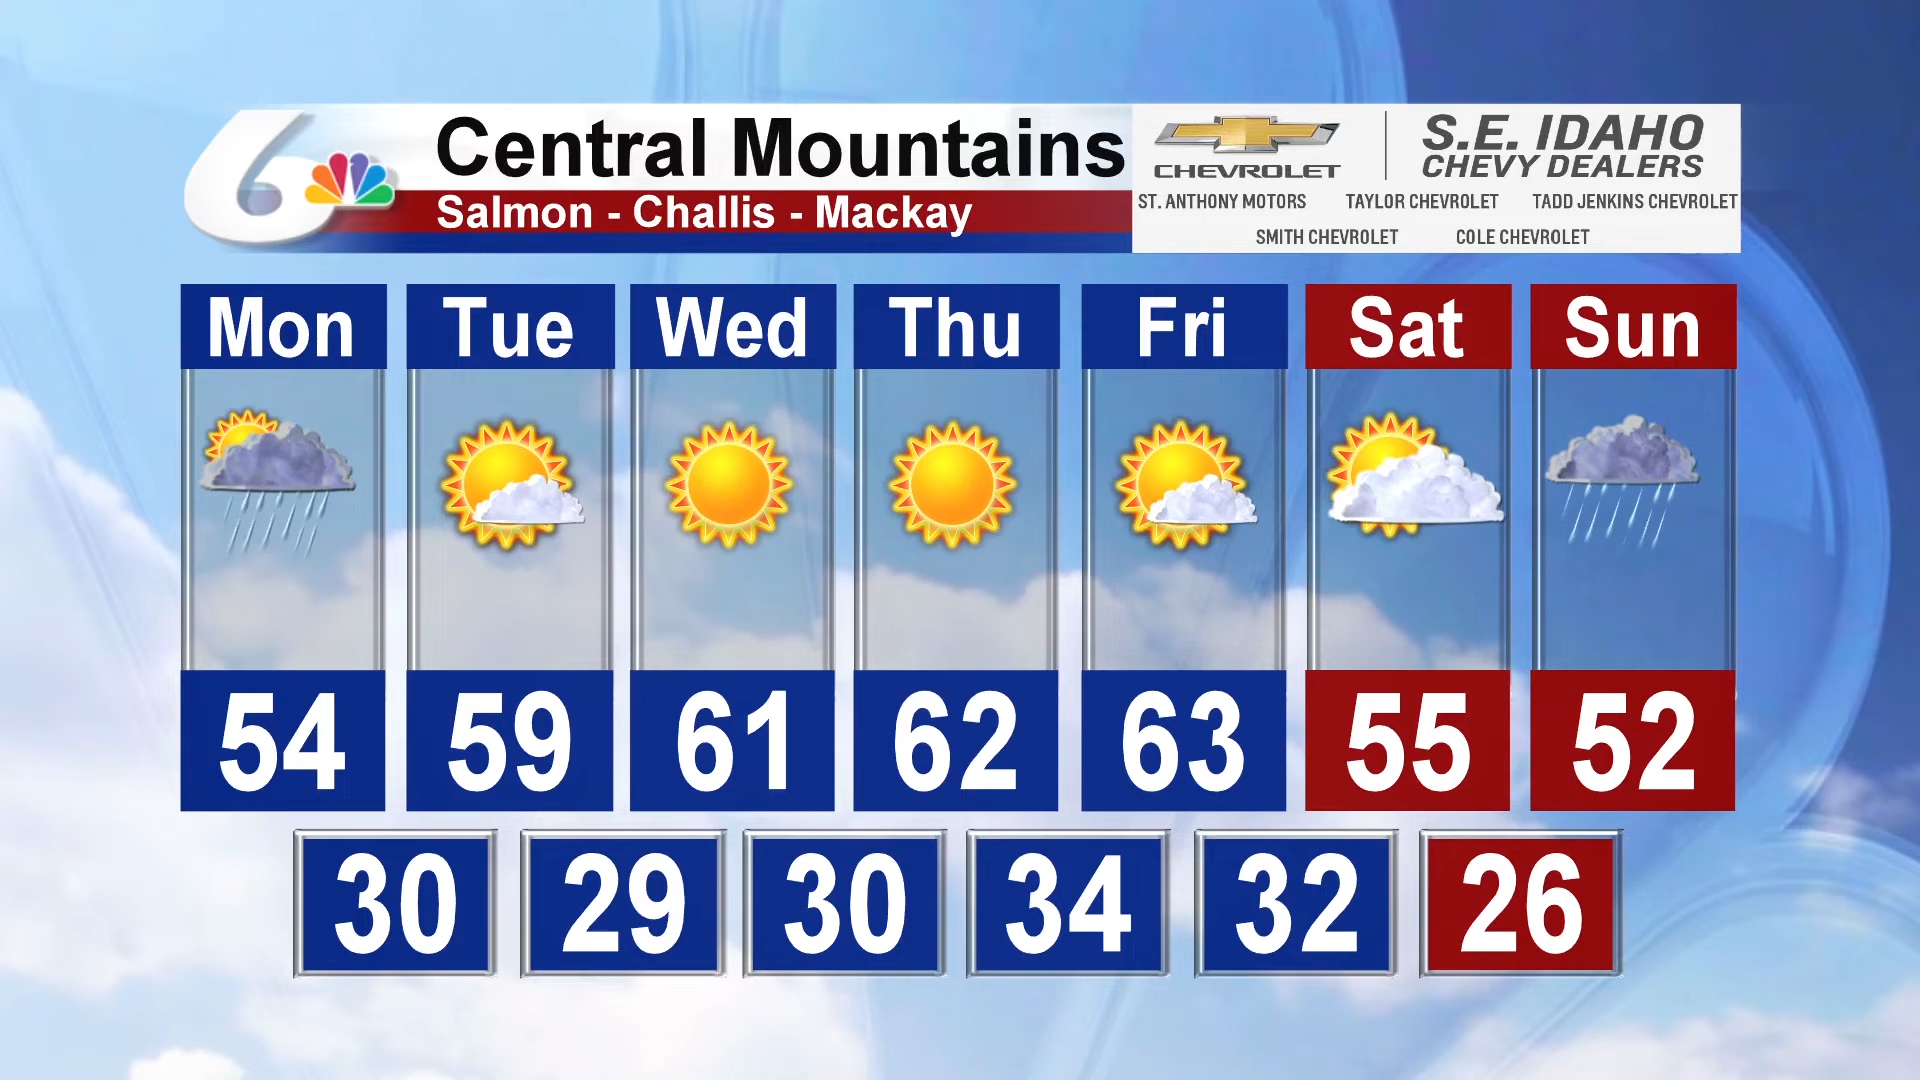 6
Central Mountains
Salmon - Challis - Mackay
CHEVROLET
S.E. IDAHO
CHEVY DEALERS
ST. ANTHONY MOTORS TAYLOR CHEVROLET TADD JENKINS CHEVROLET
SMITH CHEVROLET COLE CHEVROLET
Mon Tue Wed Thu Fri Sat Sun
54 59 61 62 63 55 52
30 29 30 34 32 26